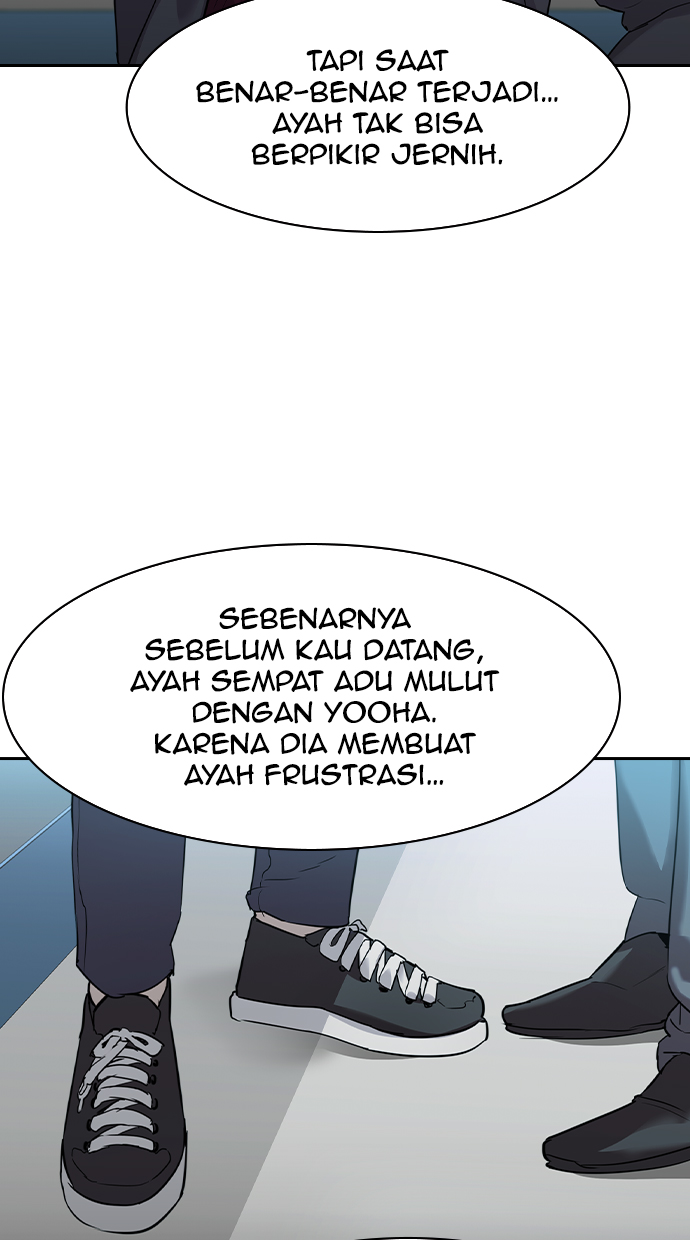 TAPI SAAT
BENAR-BENAR TERJADI...
AYAH TAK BISA
BERPIKIR JERNIH.
SEBENARNYA
SEBELUM KAU DATANG,
AYAH SEMPAT ADU MULUT
DENGAN YOOHA.
KARENA DIA MEMBUAT
AYAH FRUSTRASI...